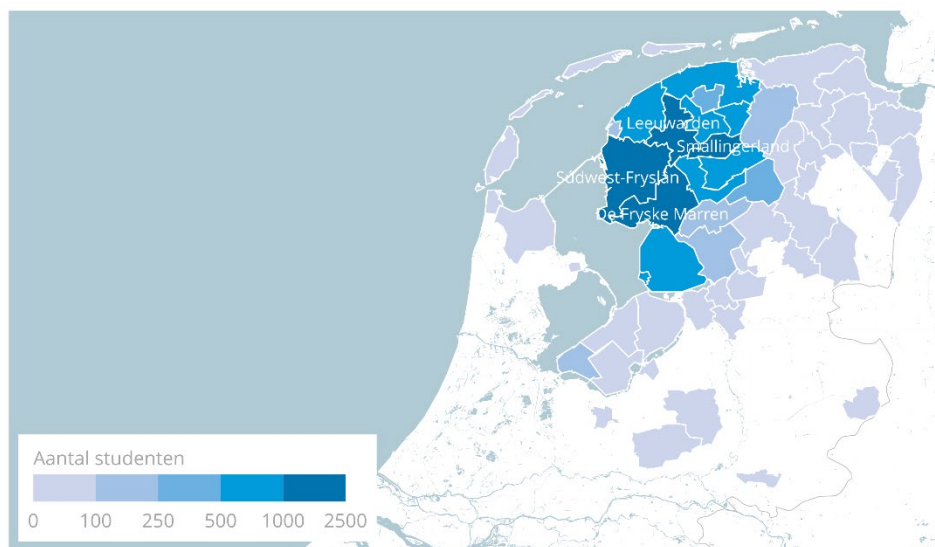 Leeuwarden
Smallingerland
Súdwest-Fryslân
De Fryske Marren
Aantal studenten
0 100 250 500 1000 2500